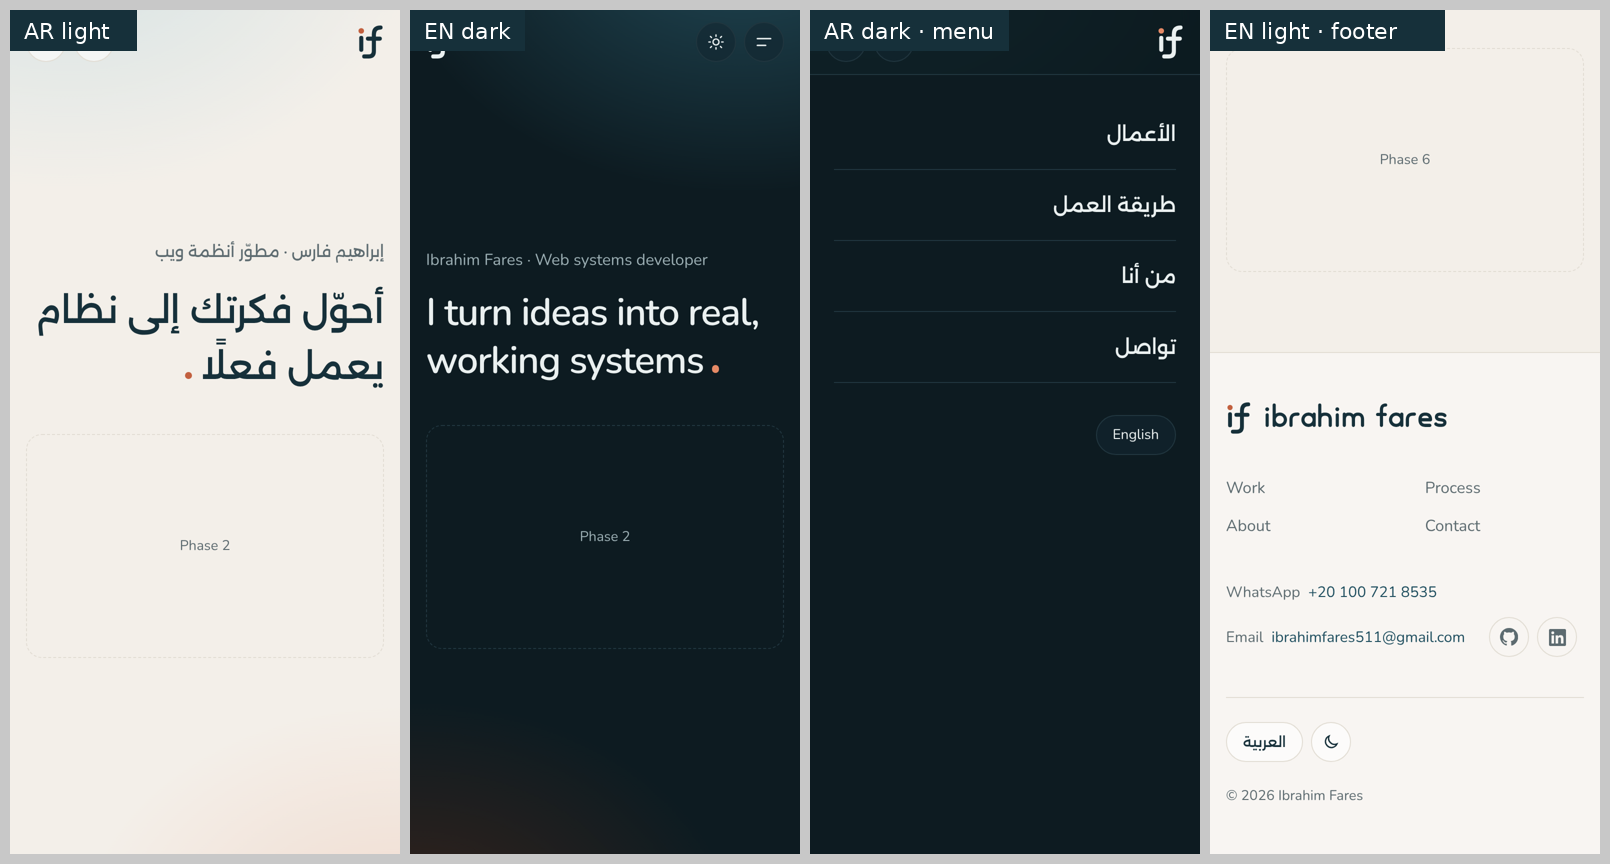 AR light
if
إبراهيم فارس · مطوّر أنظمة ويب
أحوّل فكرتك إلى نظام
يعمل فعلًا.
Phase 2
EN dark
Ibrahim Fares · Web systems developer
I turn ideas into real,
working systems.
Phase 2
AR dark · menu
if
الأعمال
طريقة العمل
من أنا
تواصل
English
EN light · footer
Phase 6
if ibrahim fares
Work
Process
About
Contact
WhatsApp +20 100 721 8535
Email ibrahimfares511@gmail.com
in
العربية
© 2026 Ibrahim Fares